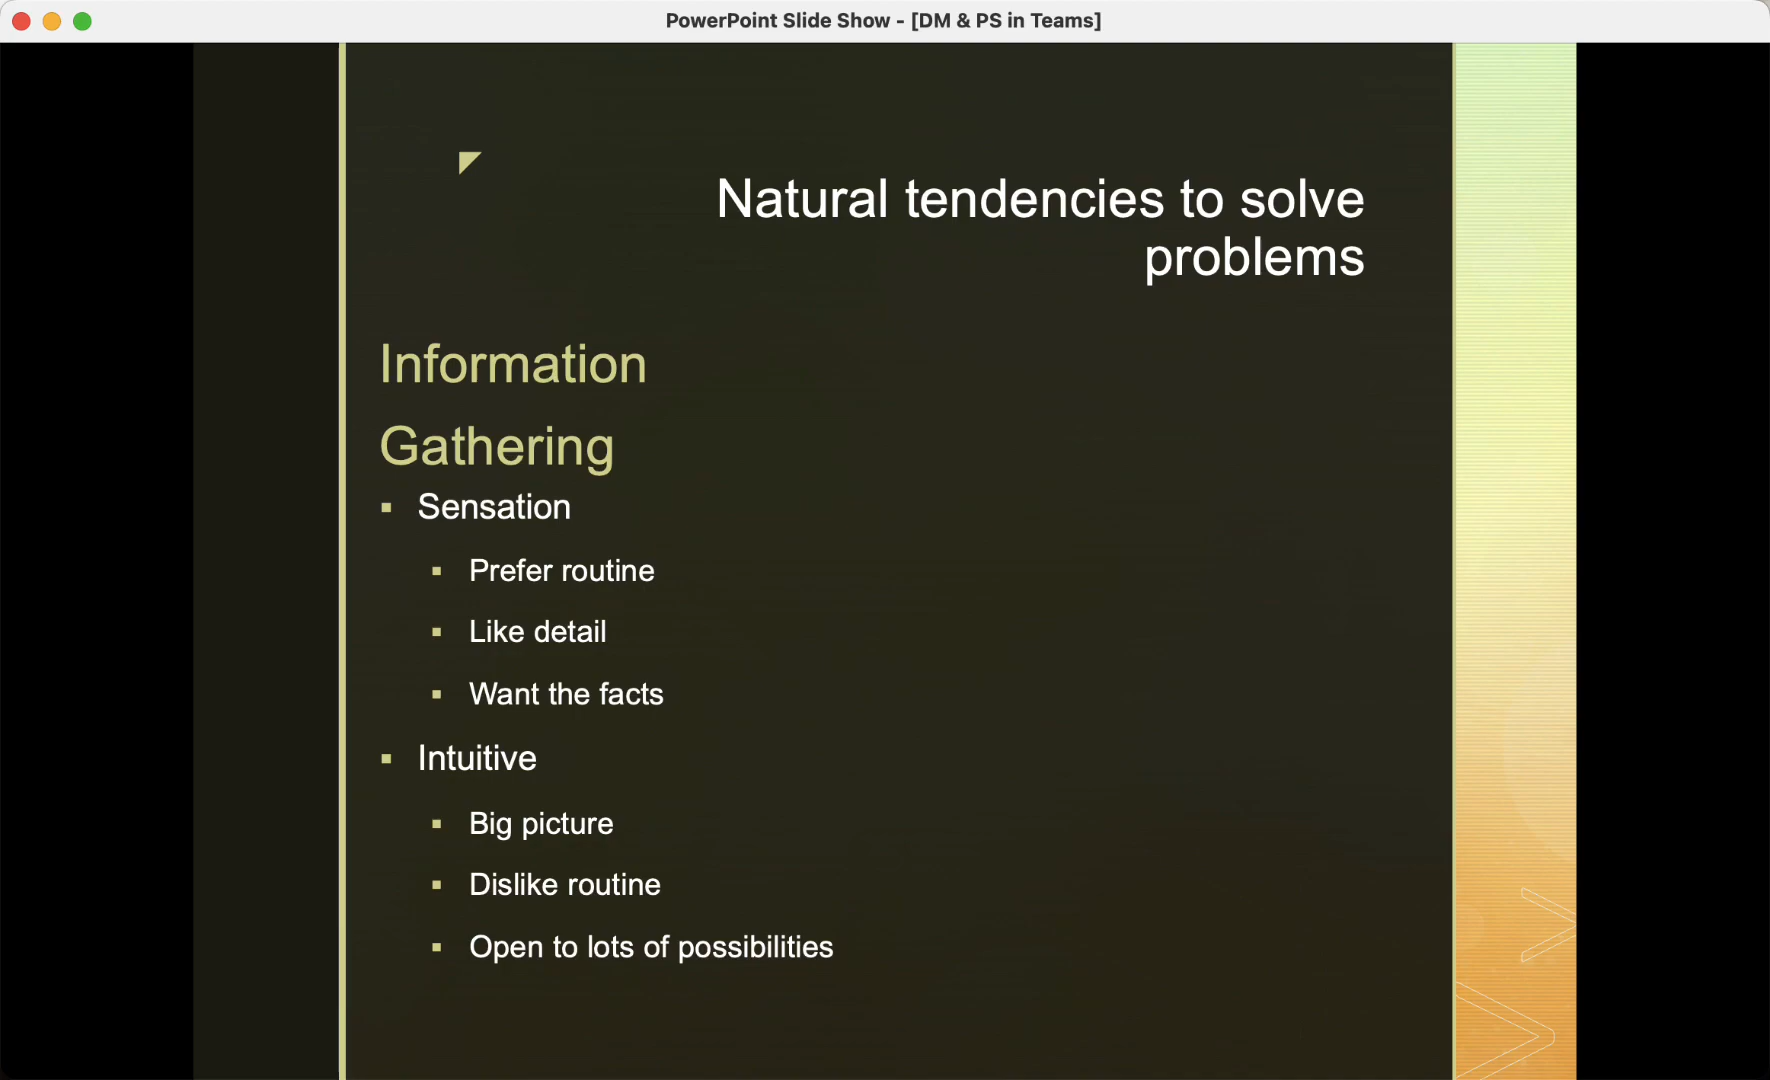 PowerPoint Slide Show - [DM & PS in Teams]
Natural tendencies to solve
problems
Information
Gathering
Sensation
Prefer routine
Like detail
Want the facts
Intuitive
Big picture
Dislike routine
Open to lots of possibilities